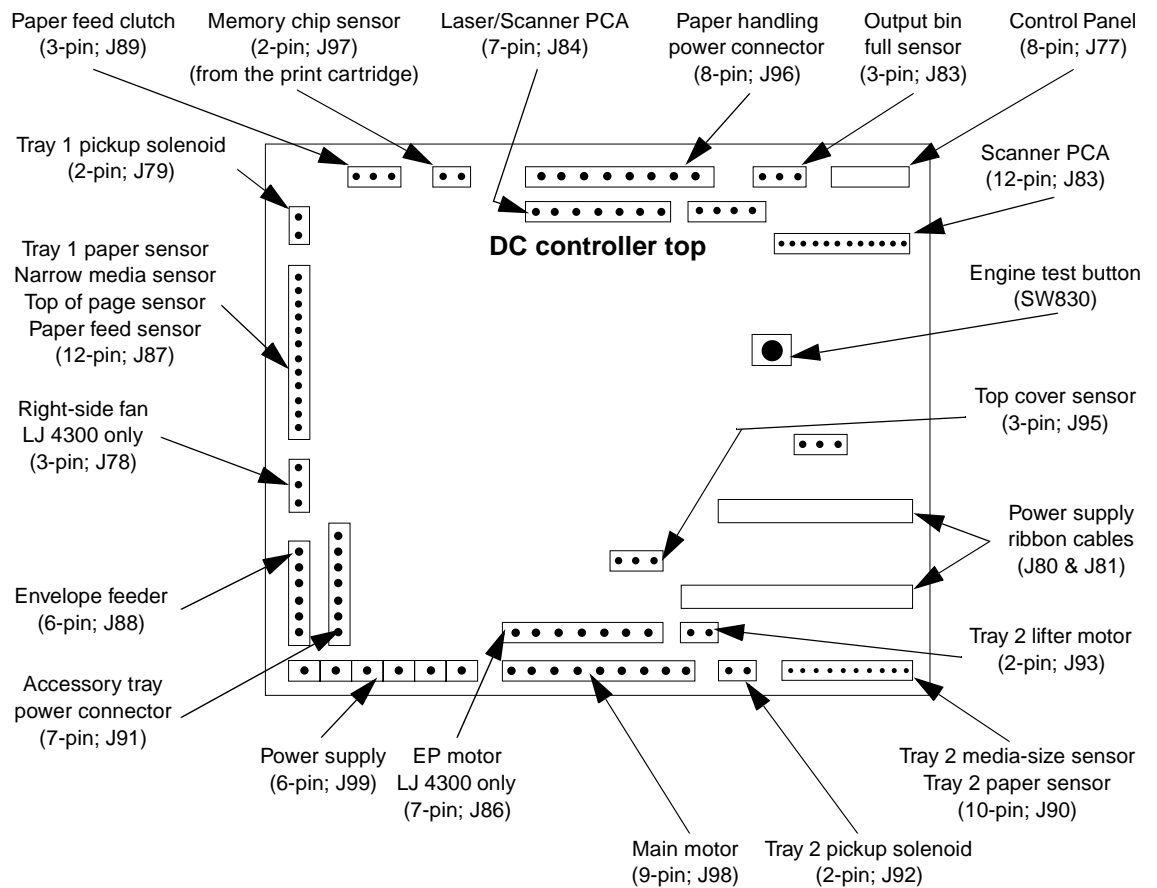 Paper feed clutch
(3-pin; J89)
Memory chip sensor
(2-pin; J97)
(from the print cartridge)
Laser/Scanner PCA
(7-pin; J84)
Paper handling
power connector
(8-pin; J96)
Output bin
full sensor
(3-pin; J83)
Control Panel
(8-pin; J77)
Tray 1 pickup solenoid
(2-pin; J79)
Scanner PCA
(12-pin; J83)
DC controller top
Tray 1 paper sensor
Narrow media sensor
Top of page sensor
Paper feed sensor
(12-pin; J87)
Engine test button
(SW830)
Right-side fan
LJ 4300 only
(3-pin; J78)
Top cover sensor
(3-pin; J95)
Power supply
ribbon cables
(J80 & J81)
Envelope feeder
(6-pin; J88)
Tray 2 lifter motor
(2-pin; J93)
Accessory tray
power connector
(7-pin; J91)
Power supply
(6-pin; J99)
EP motor
LJ 4300 only
(7-pin; J86)
Tray 2 media-size sensor
Tray 2 paper sensor
(10-pin; J90)
Main motor
(9-pin; J98)
Tray 2 pickup solenoid
(2-pin; J92)